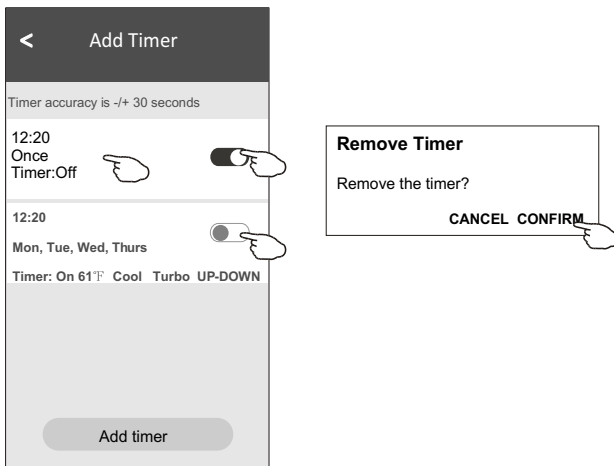 < Add Timer
Timer accuracy is -/+ 30 seconds
12:20
Once
Timer:Off
12:20
Mon, Tue, Wed, Thurs
Timer: On 61℉ Cool Turbo UP-DOWN
Add timer
Remove Timer
Remove the timer?
CANCEL CONFIRM